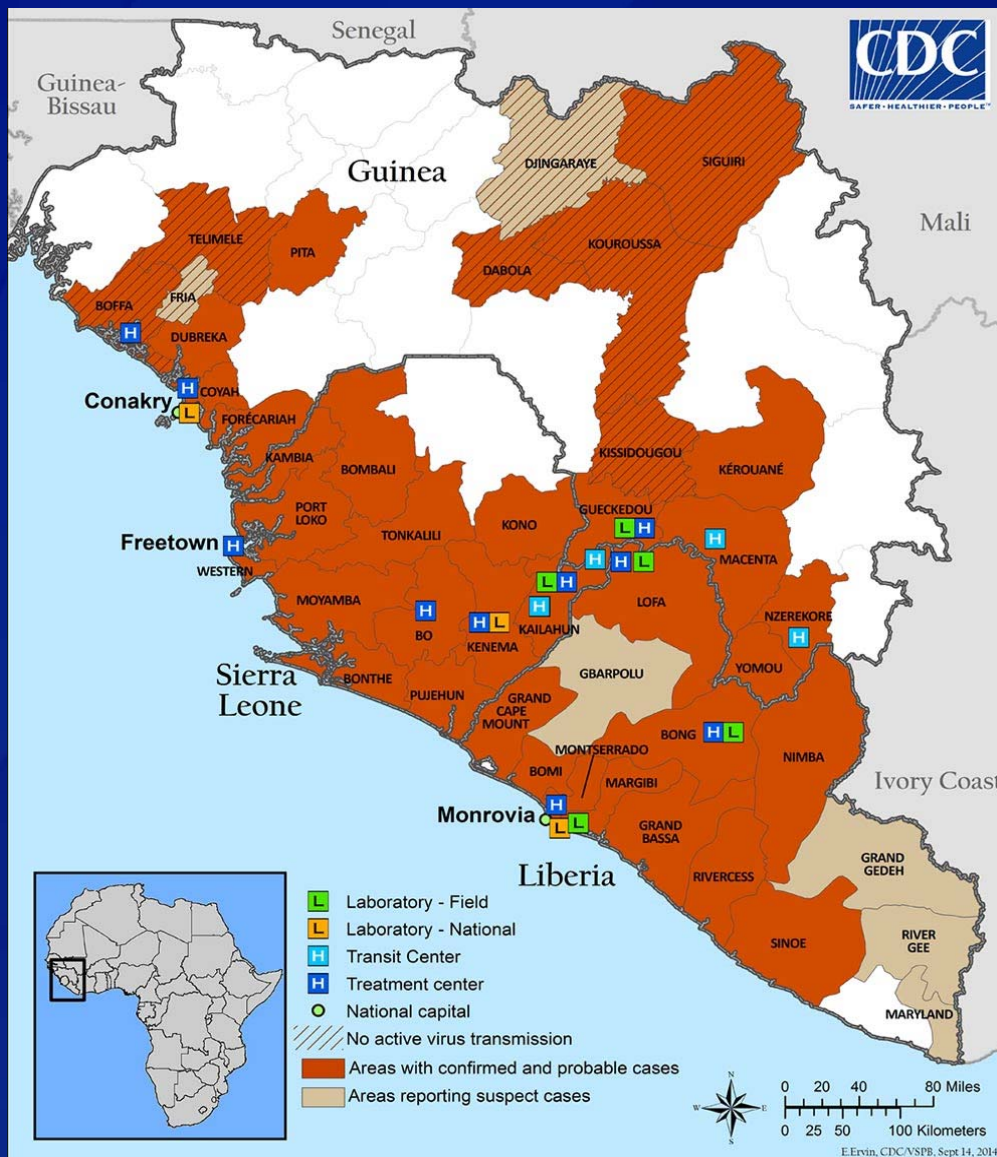 Senegal
Guinea-
Bissau
CDC
SAFER • HEALTHIER • PEOPLE™
Guinea
DJINGARAYE
SIGUIRI
Mali
TELIMELE
PITA
KOUROUSSA
DABOLA
BOFFA
FRIA
H
DUBREKA
H
COYAH
Conakry
L
FORÉCARIAH
KISSIDOUGOU
KÉROUANÉ
KAMBIA
BOMBALI
PORT
LOKO
KONO
GUECKEDOU
L H
TONKALILI
Freetown
H
H
MACENTA
WESTERN
H
H L
L H
LOFA
MOYAMBA
H
H
NZEREKORE
H L
KAILAHUN
H
BO
KENEMA
YOMOU
Sierra
Leone
BONTHE
PUJEHUN
GBARPOLU
GRAND
CAPE
MOUNT
BONG
H L
MONTSERRADO
NIMBA
BOMI
MARGIBI
Ivory Coast
Monrovia
H
L
L
GRAND
BASSA
GRAND
GEDEH
Liberia
RIVERCESS
SINOE
RIVER
GEE
MARYLAND
L Laboratory - Field
L Laboratory - National
H Transit Center
H Treatment center
National capital
No active virus transmission
Areas with confirmed and probable cases
Areas reporting suspect cases
N
W E
S
0 20 40 80 Miles
0 25 50 100 Kilometers
E.Ervin, CDC/VSPB, Sept 14, 2014